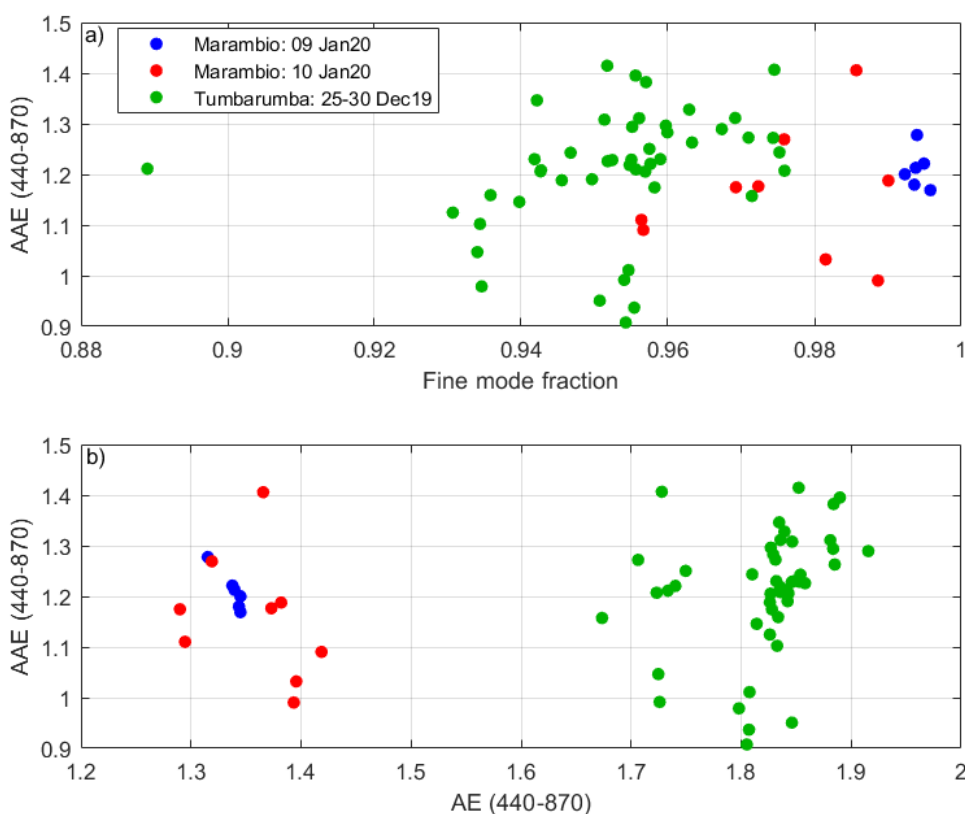 a)
Marambio: 09 Jan20
Marambio: 10 Jan20
Tumbarumba: 25-30 Dec19
1.5
1.4
1.3
1.2
1.1
1
0.9
AAE (440-870)
0.88 0.9 0.92 0.94 0.96 0.98 1
Fine mode fraction
b)
1.5
1.4
1.3
1.2
1.1
1
0.9
AAE (440-870)
1.2 1.3 1.4 1.5 1.6 1.7 1.8 1.9 2
AE (440-870)